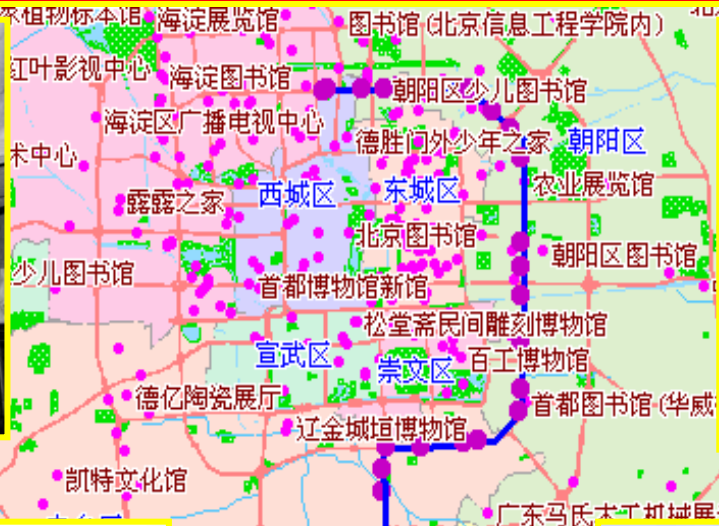 家植物标本馆
海淀展览馆
图书馆(北京信息工程学院内)
红叶影视中心
海淀图书馆
朝阳区少儿图书馆
海淀区广播电视中心
德胜门外少年之家
朝阳区
术中心
农业展览馆
西城区
东城区
露露之家
北京图书馆
朝阳区图书馆
少儿图书馆
首都博物馆新馆
松堂斋民间雕刻博物馆
宣武区
百工博物馆
崇文区
德亿陶瓷展厅
首都图书馆(华威
辽金城垣博物馆
凯特文化馆
广东马氏木工机械展